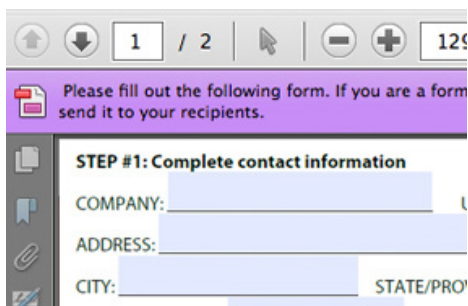 1 / 2 129
Please fill out the following form. If you are a form
send it to your recipients.
STEP #1: Complete contact information
COMPANY: U
ADDRESS:
CITY: STATE/PROV